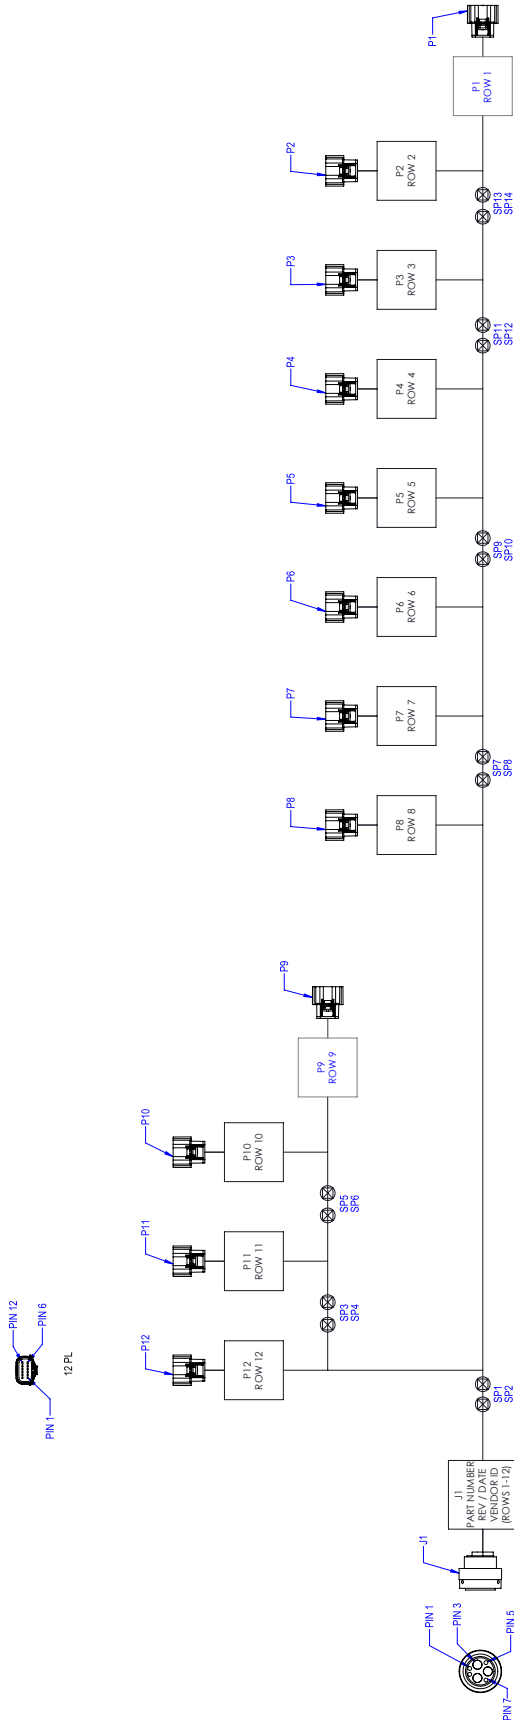 P1
P1
ROW 1
P2
P2
ROW 2
SP13
SP14
P3
P3
ROW 3
SP11
SP12
P4
P4
ROW 4
P5
P5
ROW 5
SP9
SP10
P6
P6
ROW 6
P7
P7
ROW 7
SP7
SP8
P8
P8
ROW 8
P9
P9
ROW 9
P10
P10
ROW 10
SP5
SP6
P11
P11
ROW 11
SP3
SP4
P12
P12
ROW 12
SP1
SP2
PIN 12
PIN 6
PIN 1
12 PL
J1
PART NUMBER
REV / DATE
VENDOR ID
(ROWS 1-12)
J1
PIN 1
PIN 3
PIN 5
PIN 7